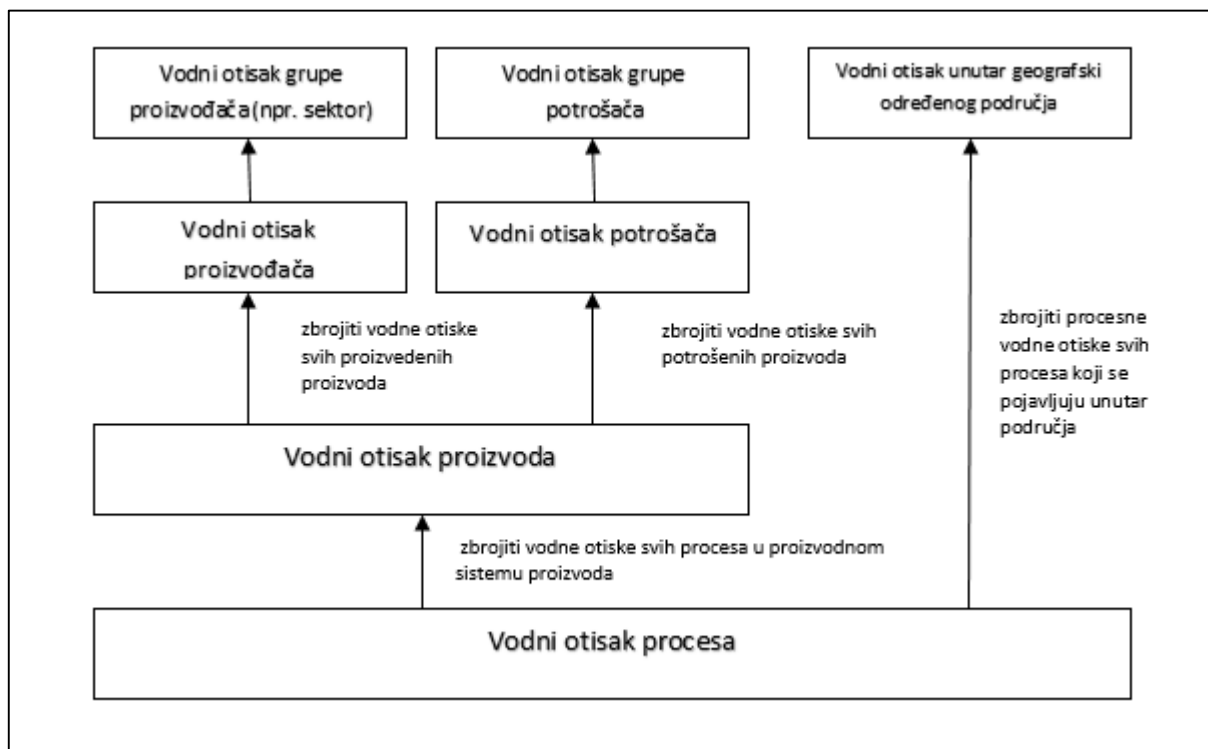 Vodni otisak grupe
proizvođača(npr. sektor)
Vodni otisak grupe
potrošača
Vodni otisak unutar geografski
određenog područja
Vodni otisak
proizvođača
Vodni otisak potrošača
zbrojiti vodne otiske
svih proizvedenih
proizvoda
zbrojiti vodne otiske svih
potrošenih proizvoda
zbrojiti procesne
vodne otiske svih
procesa koji se
pojavljuju unutar
područja
Vodni otisak proizvoda
zbrojiti vodne otiske svih procesa u proizvodnom
sistemu proizvoda
Vodni otisak procesa